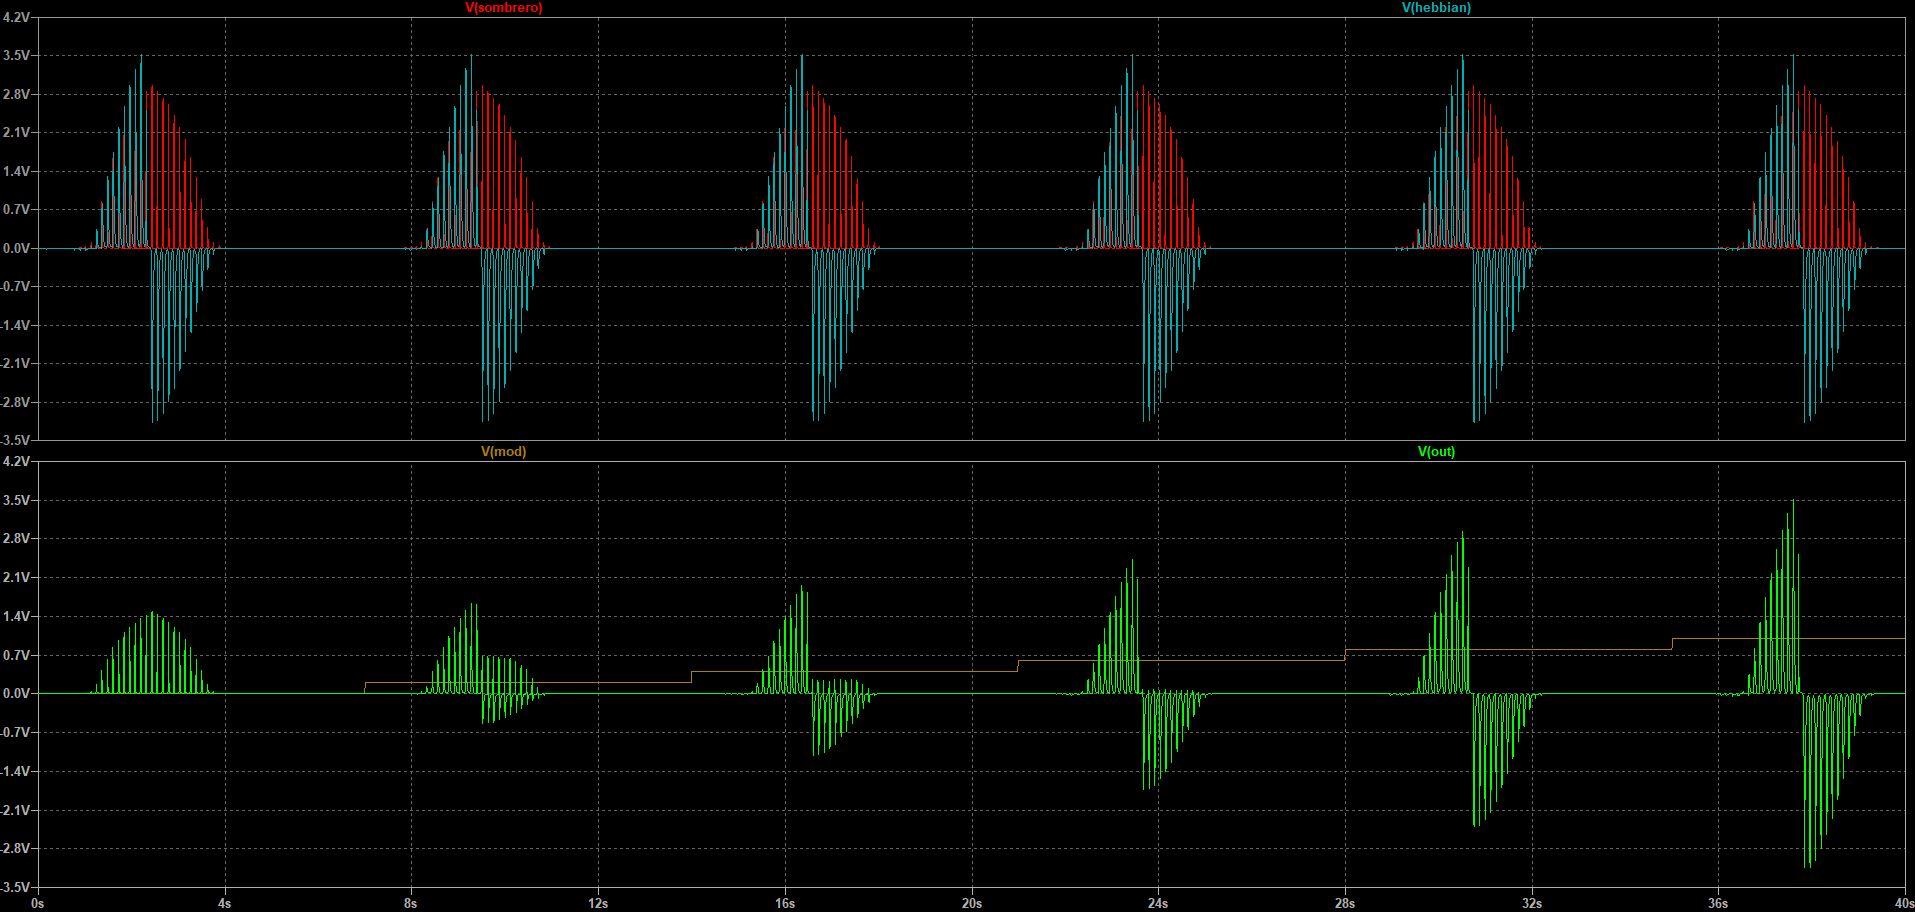 V(sombrero) V(hebbian)
4.2V
3.5V
2.8V
2.1V
1.4V
0.7V
0.0V
-0.7V
-1.4V
-2.1V
-2.8V
-3.5V
V(mod) V(out)
4.2V
3.5V
2.8V
2.1V
1.4V
0.7V
0.0V
-0.7V
-1.4V
-2.1V
-2.8V
-3.5V
0s 4s 8s 12s 16s 20s 24s 28s 32s 36s 40s